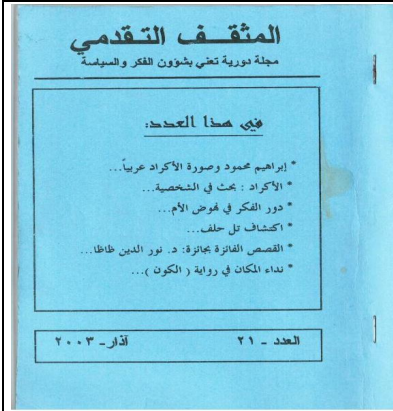 المثقف التقدمي
مجلة دورية تعني بشؤون الفكر والسياسة
في هذا العدد:
* إبراهيم محمود وصورة الأكراد عربياً...
* الأكراد : بحث في الشخصية...
* دور الفكر في نهوض الأمم...
* اكتشاف تل حلف...
* القصص الفائزة بجائزة: د. نور الدين ظاظا...
* نداء المكان في رواية ( الكون )...
العدد - ٢١
آذار - ٢٠٠٣